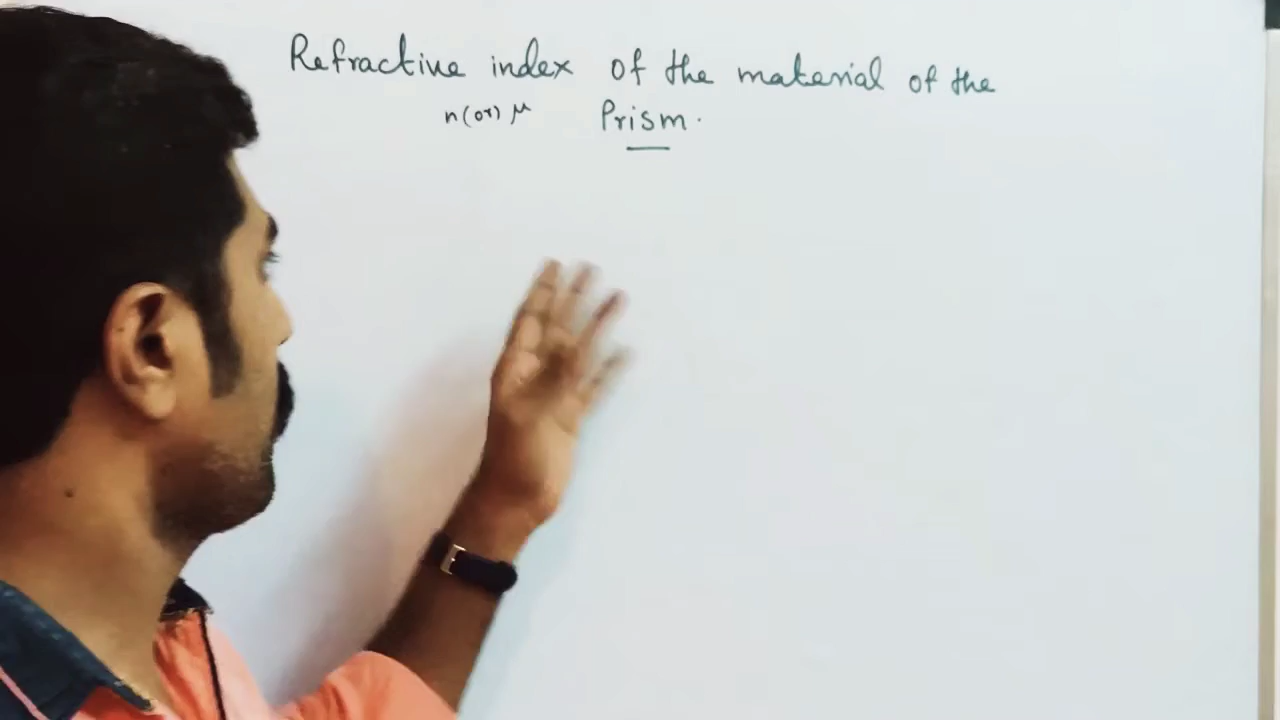 Refractive index of the material of the
n(or) μ Prism.